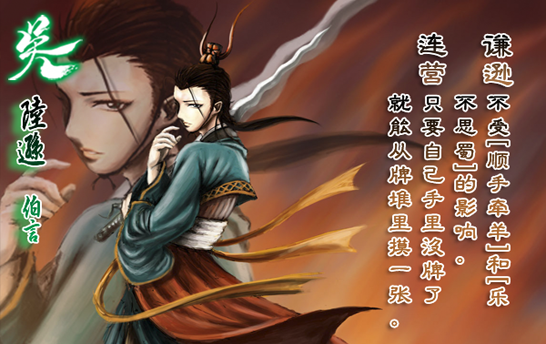 吴
陸遜
伯言
谦逊 不受[顺手牵羊]和[乐
不思蜀]的影响。
连营 只要自己手里没牌了
就能从牌堆里摸一张。